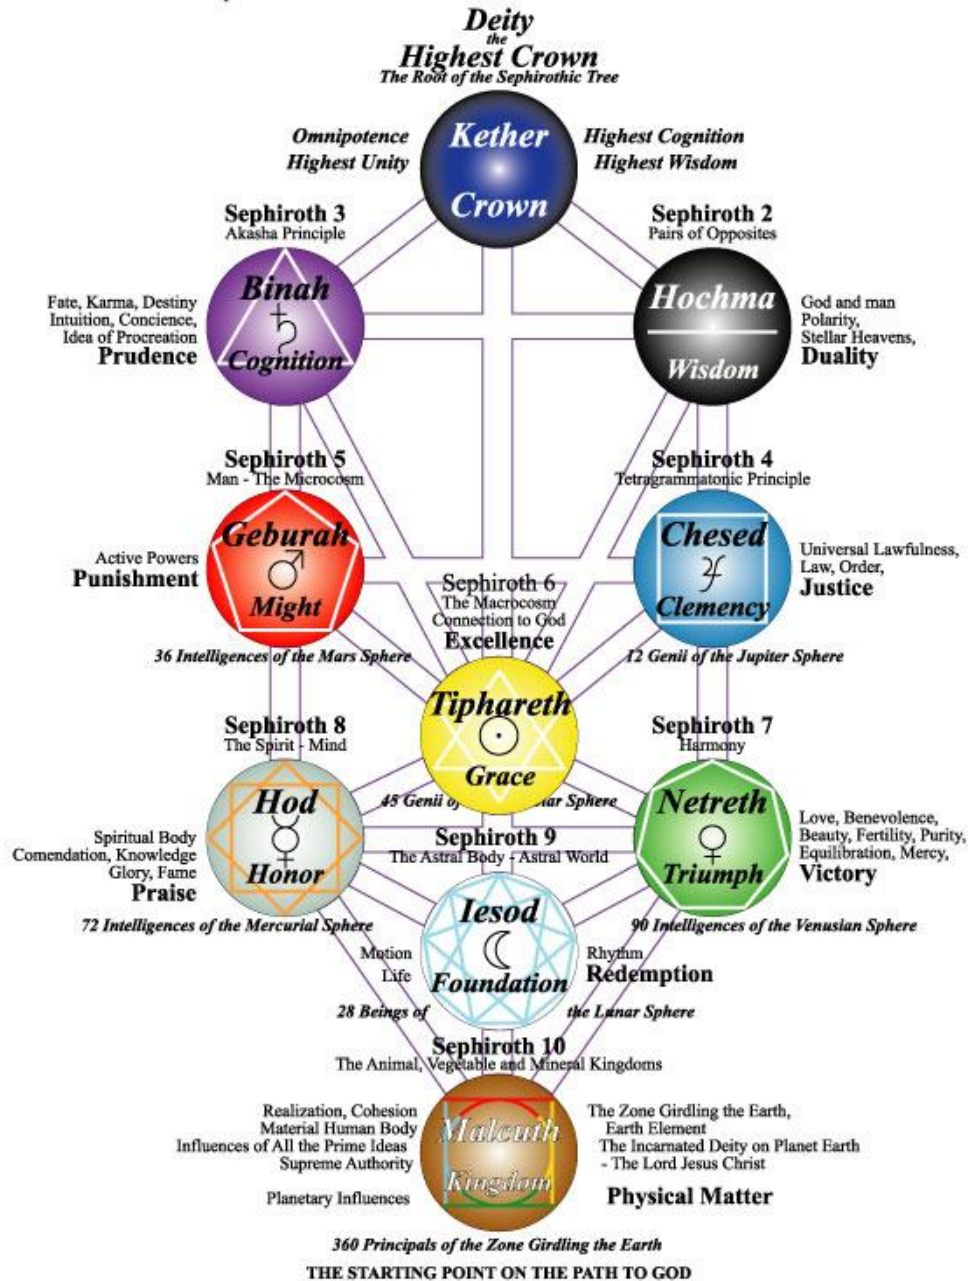 Deity
the
Highest Crown
The Root of the Sephirothic Tree
Omnipotence
Highest Unity
Kether
Crown
Highest Cognition
Highest Wisdom
Sephiroth 3
Akasha Principle
Sephiroth 2
Pairs of Opposites
Fate, Karma, Destiny
Intuition, Concience,
Idea of Procreation
Prudence
Binah
Cognition
Hochma
Wisdom
God and man
Polarity,
Stellar Heavens,
Duality
Sephiroth 5
Man - The Microcosm
Sephiroth 4
Tetragrammatonic Principle
Active Powers
Punishment
Geburah
Might
Chesed
Clemency
Universal Lawfulness,
Law, Order,
Justice
36 Intelligences of the Mars Sphere
12 Genii of the Jupiter Sphere
Sephiroth 6
The Macrocosm
Connection to God
Excellence
Tiphareth
Grace
45 Genii of
lar Sphere
Sephiroth 8
The Spirit - Mind
Sephiroth 7
Harmony
Spiritual Body
Comendation, Knowledge
Glory, Fame
Praise
Hod
Honor
Netreth
Triumph
Love, Benevolence,
Beauty, Fertility, Purity,
Equilibration, Mercy,
Victory
72 Intelligences of the Mercurial Sphere
90 Intelligences of the Venusian Sphere
Sephiroth 9
The Astral Body - Astral World
Motion
Life
Iesod
Foundation
Rhythm
Redemption
28 Beings of
the Lunar Sphere
Sephiroth 10
The Animal, Vegetable and Mineral Kingdoms
Realization, Cohesion
Material Human Body
Influences of All the Prime Ideas
Supreme Authority
Planetary Influences
Malcuth
Kingdom
The Zone Girdling the Earth,
Earth Element
The Incarnated Deity on Planet Earth
- The Lord Jesus Christ
Physical Matter
360 Principals of the Zone Girdling the Earth
THE STARTING POINT ON THE PATH TO GOD